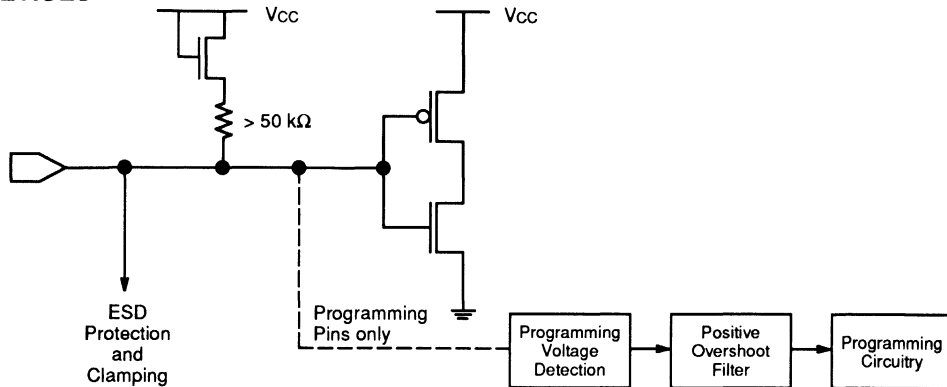 VCC
VCC
> 50 kΩ
ESD
Protection
and
Clamping
Programming
Pins only
Programming
Voltage
Detection
Positive
Overshoot
Filter
Programming
Circuitry